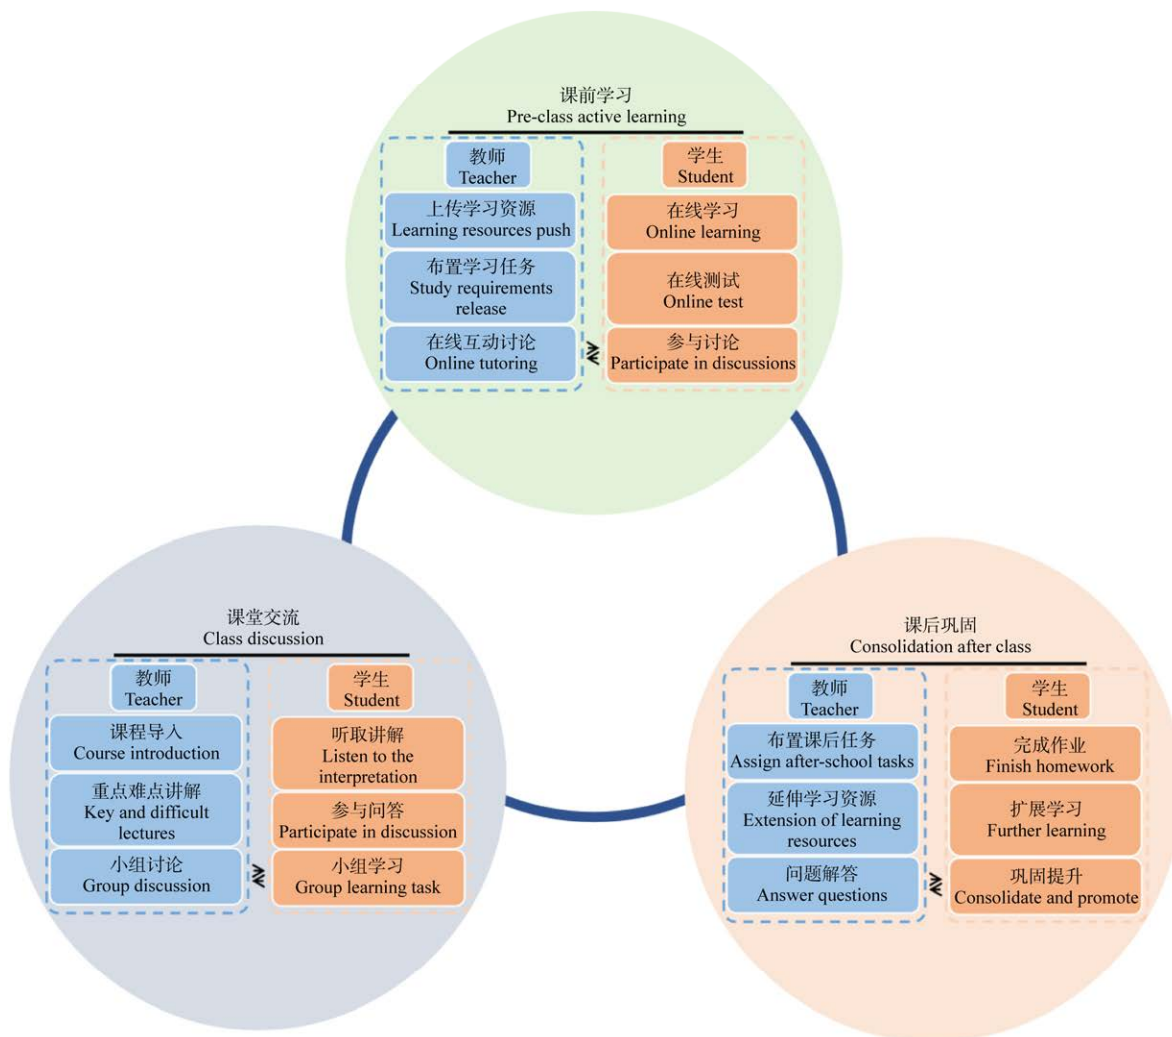 课前学习
Pre-class active learning
教师
Teacher
上传学习资源
Learning resources push
布置学习任务
Study requirements
release
在线互动讨论
Online tutoring
学生
Student
在线学习
Online learning
在线测试
Online test
参与讨论
Participate in discussions
课堂交流
Class discussion
教师
Teacher
课程导入
Course introduction
重点难点讲解
Key and difficult
lectures
小组讨论
Group discussion
学生
Student
听取讲解
Listen to the
interpretation
参与问答
Participate in discussion
小组学习
Group learning task
课后巩固
Consolidation after class
教师
Teacher
布置课后任务
Assign after-school tasks
延伸学习资源
Extension of learning
resources
问题解答
Answer questions
学生
Student
完成作业
Finish homework
扩展学习
Further learning
巩固提升
Consolidate and promote